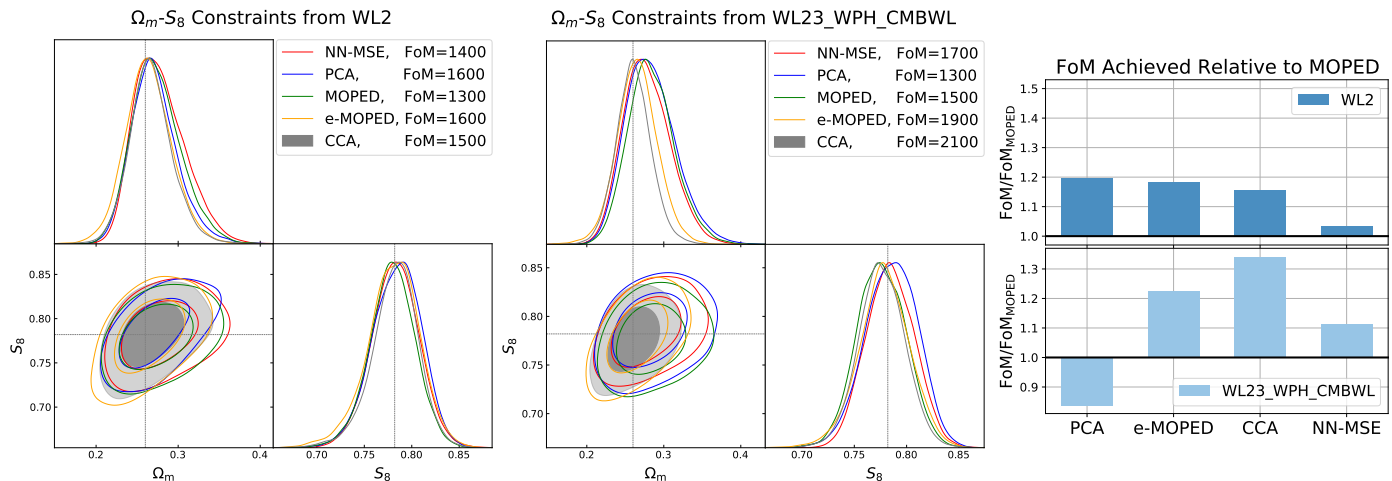 Ωm-S8 Constraints from WL2
NN-MSE, FoM=1400
PCA, FoM=1600
MOPED, FoM=1300
e-MOPED, FoM=1600
CCA, FoM=1500
0.85
0.80
0.75
0.70
S8
0.2 0.3 0.4
Ωm
0.70 0.75 0.80 0.85
S8
Ωm-S8 Constraints from WL23_WPH_CMBWL
NN-MSE, FoM=1700
PCA, FoM=1300
MOPED, FoM=1500
e-MOPED, FoM=1900
CCA, FoM=2100
0.85
0.80
0.75
0.70
S8
0.2 0.3 0.4
Ωm
0.70 0.75 0.80 0.85
S8
FoM Achieved Relative to MOPED
WL2
1.5
1.4
1.3
1.2
1.1
1.0
FoM/FoMMOPED
1.3
1.2
1.1
1.0
0.9
FoM/FoMMOPED
WL23_WPH_CMBWL
PCA e-MOPED CCA NN-MSE